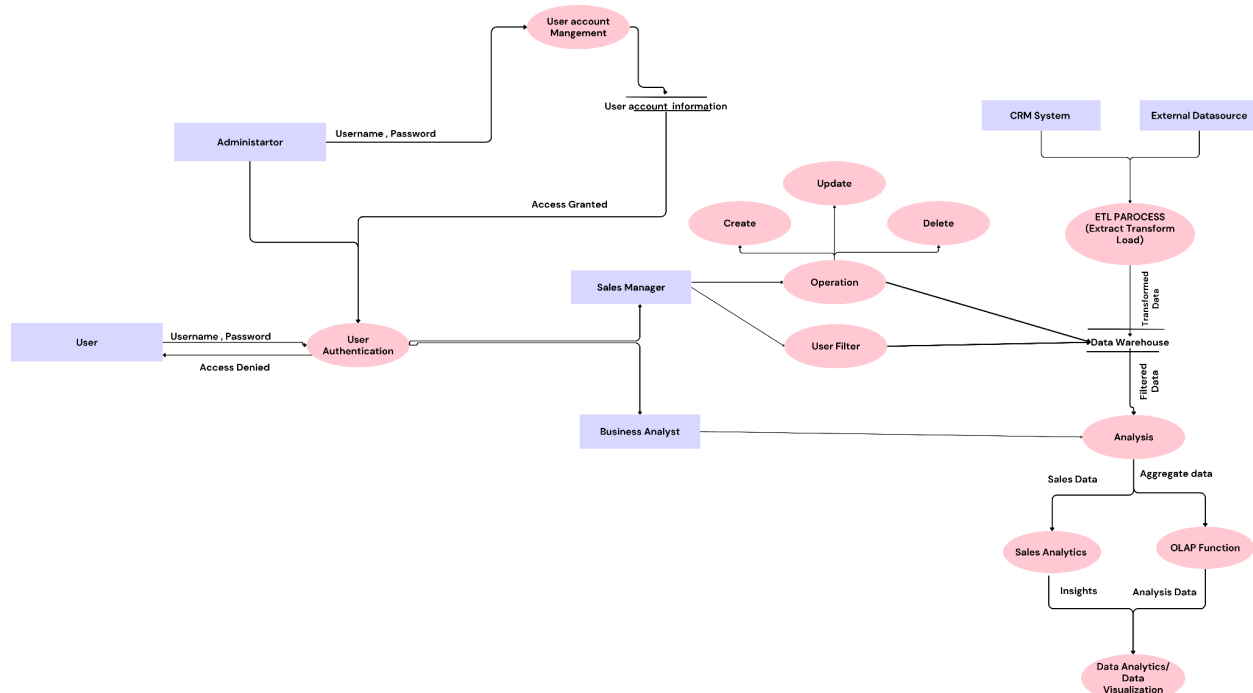 User account
Mangement
User account  information
CRM System
External Datasource
Username , Password
Administartor
Update
Access Granted
Create
Delete
ETL PAROCESS
(Extract Transform
Load)
Sales Manager
Operation
Transformed
Data
User
Username , Password
User
Authentication
User Filter
Data Warehouse
Access Denied
Filtered
Data
Business Analyst
Analysis
Sales Data
Aggregate data
Sales Analytics
OLAP Function
Insights
Analysis Data
Data Analytics/
Data
Visualization